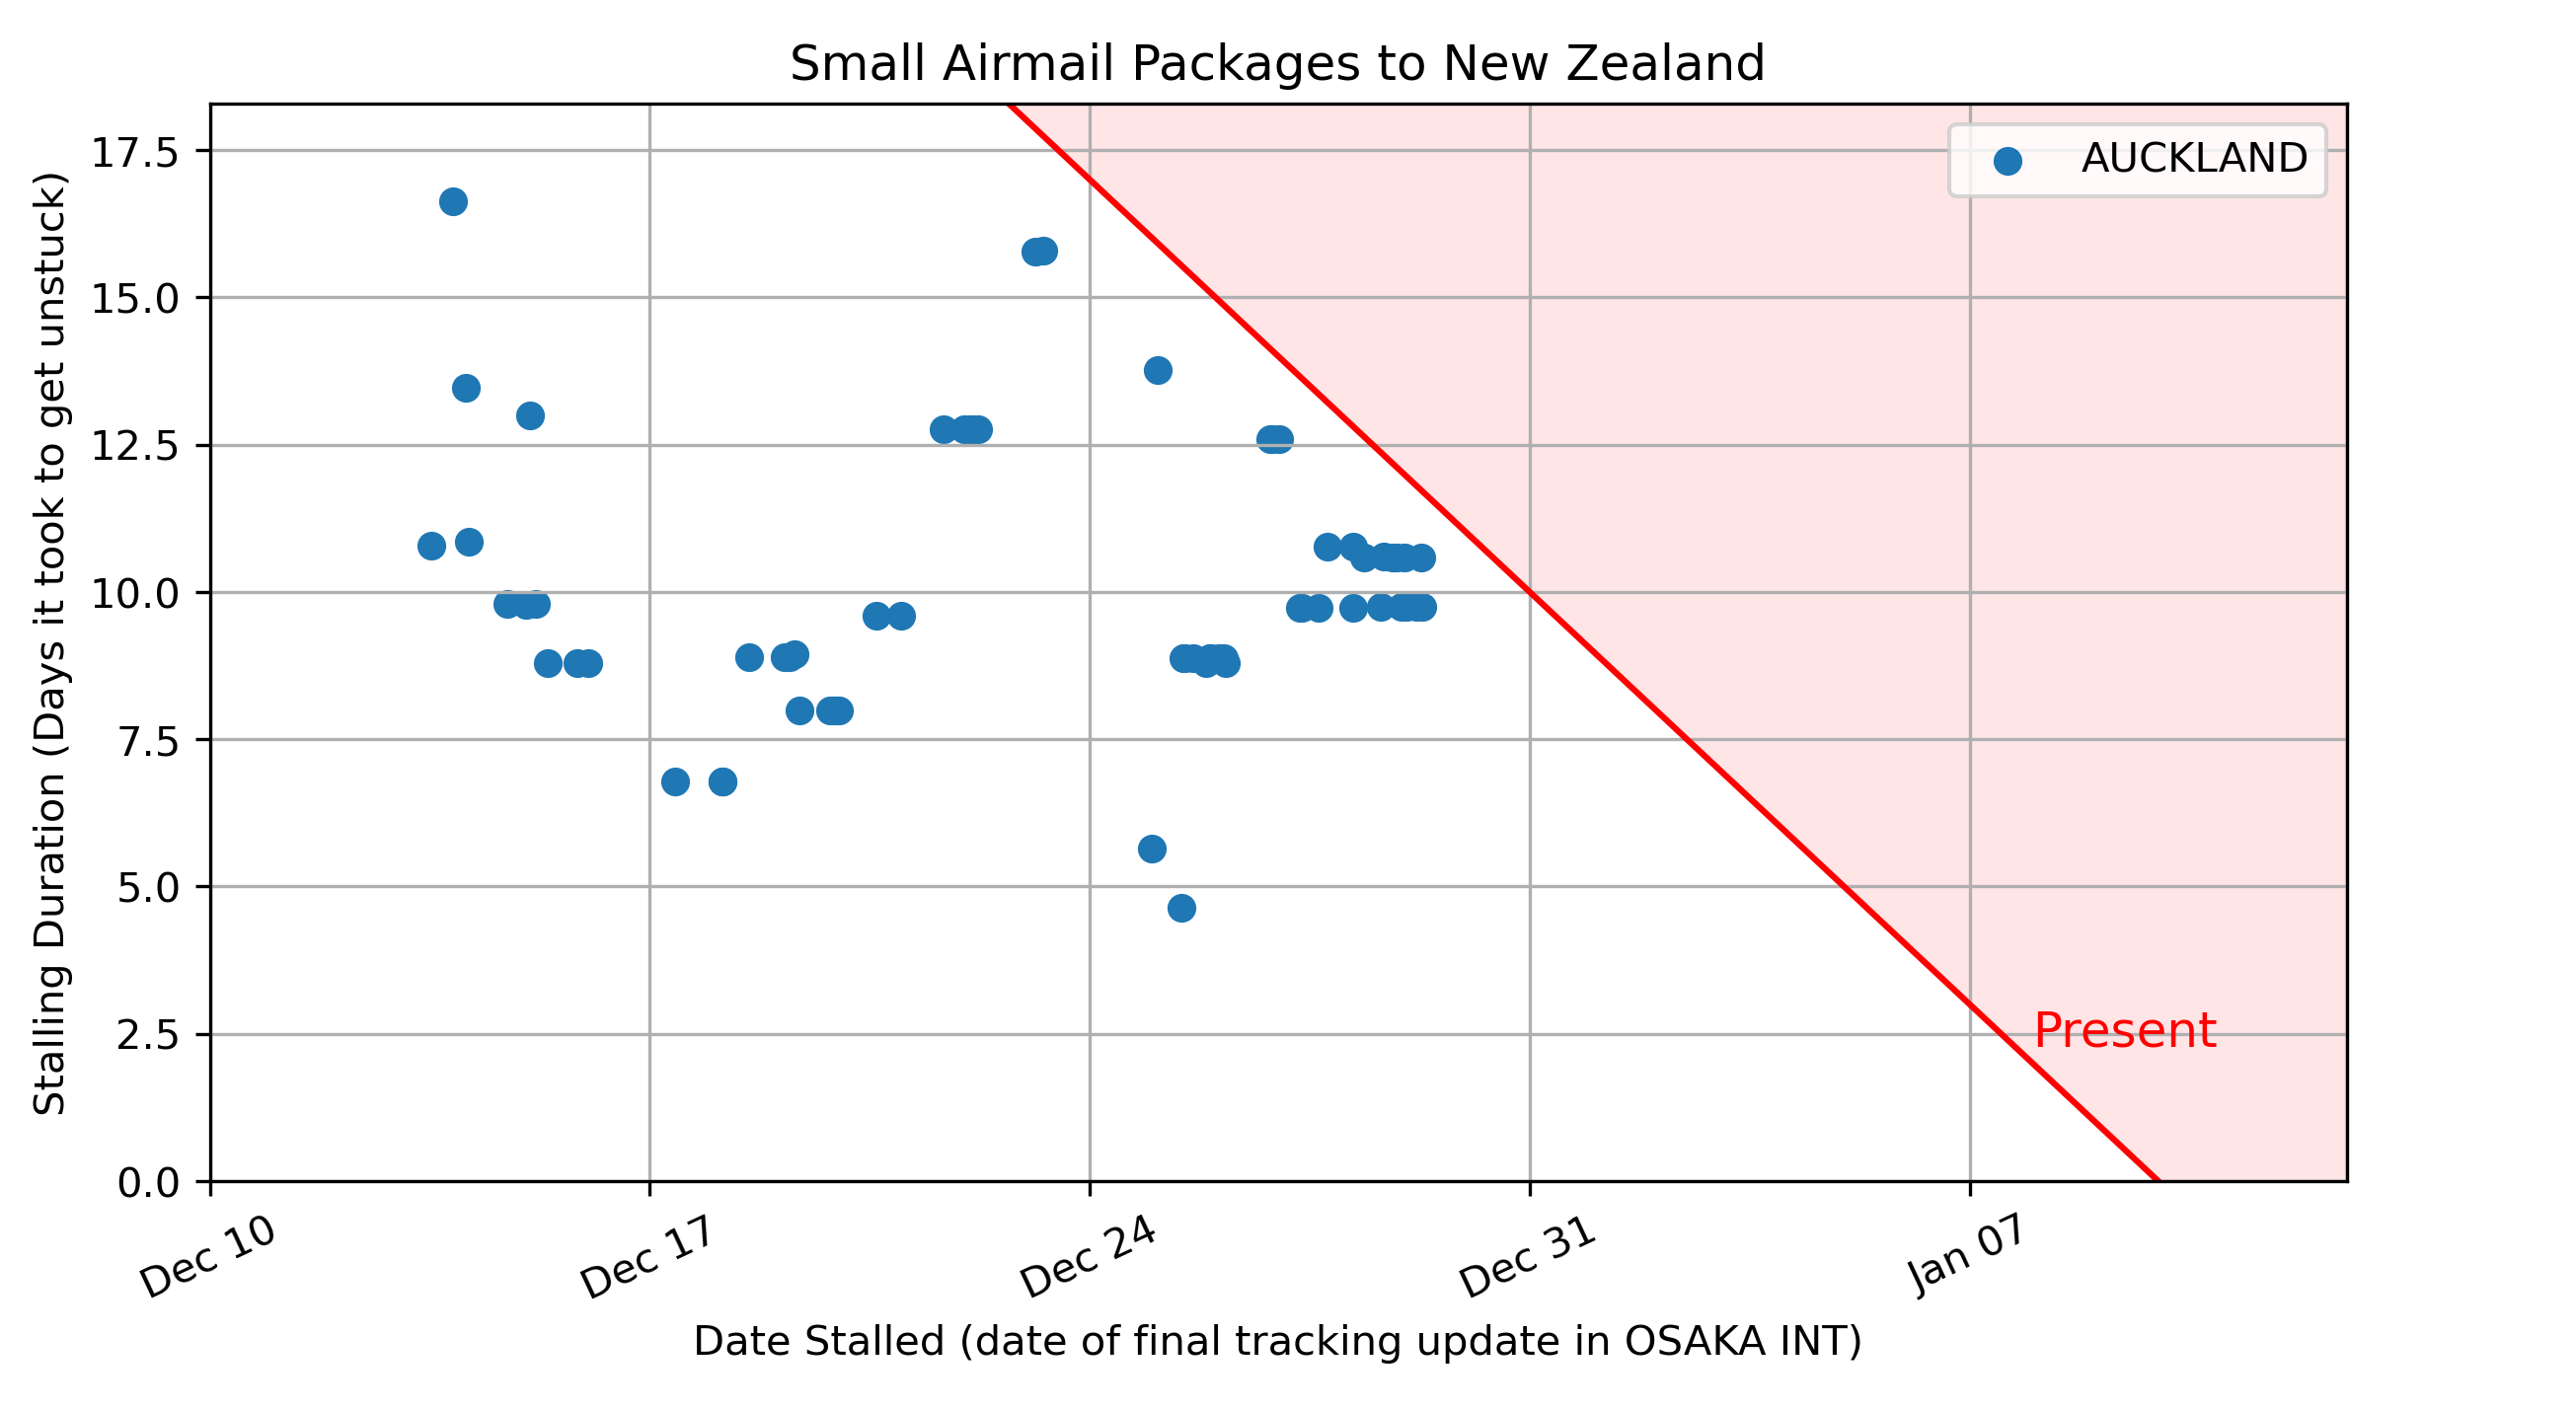 Small Airmail Packages to New Zealand
AUCKLAND
Stalling Duration (Days it took to get unstuck)
17.5
15.0
12.5
10.0
7.5
5.0
2.5
0.0
Present
Dec 10
Dec 17
Dec 24
Dec 31
Jan 07
Date Stalled (date of final tracking update in OSAKA INT)